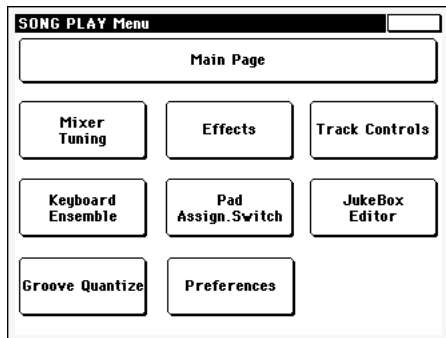 SONG PLAY Menu
Main Page
Mixer
Tuning
Effects
Track Controls
Keyboard
Ensemble
Pad
Assign.Switch
JukeBox
Editor
Groove Quantize
Preferences